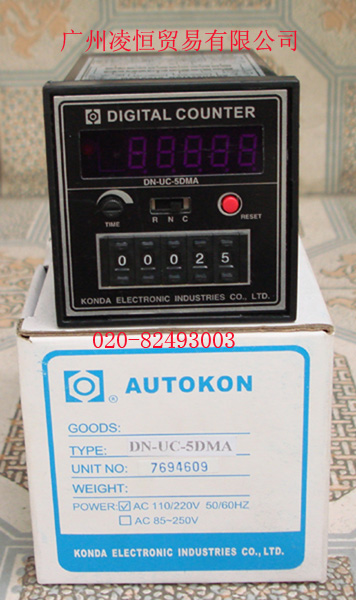 广州凌恒贸易有限公司
DIGITAL COUNTER
88888
DN-UC-5DMA
TIME
R N C
RESET
0 0 0 2 5
KONDA ELECTRONIC INDUSTRIES CO., LTD.
020-82493003
® AUTOKON
GOODS:
TYPE: DN-UC-5DMA
UNIT NO: 7694609
WEIGHT:
POWER: ☑ AC 110/220V 50/60HZ
☐ AC 85~250V
KONDA ELECTRONIC INDUSTRIES CO., LTD.